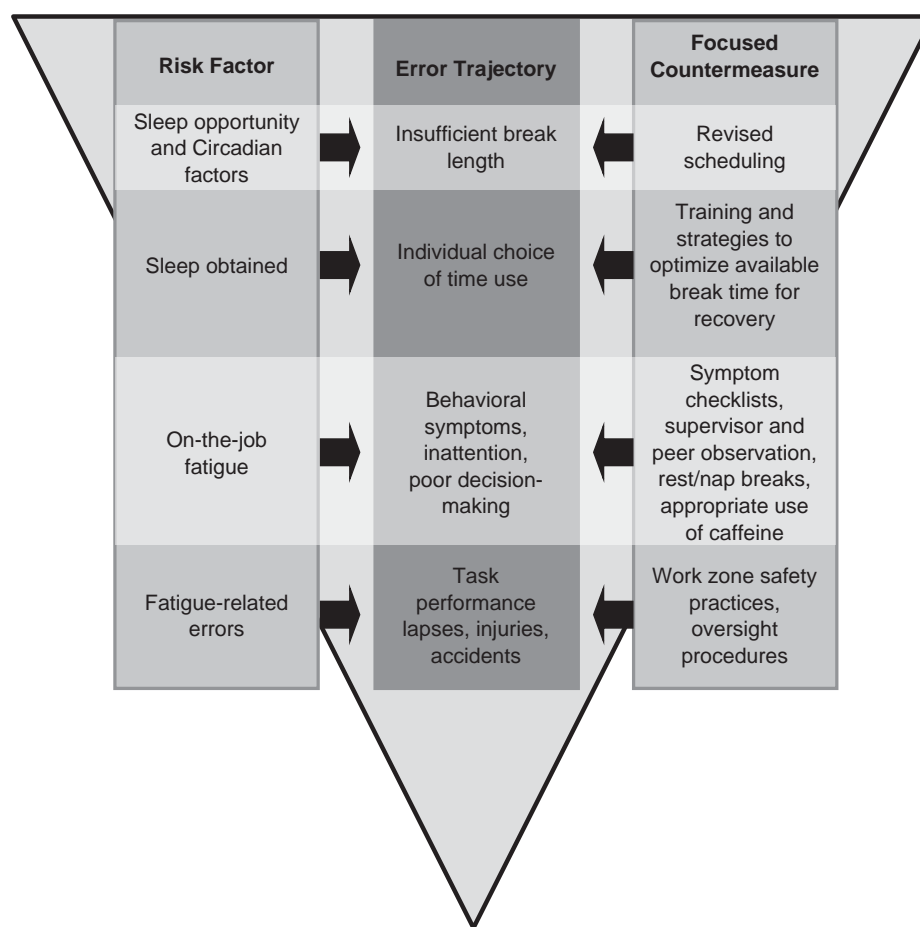 Risk Factor
Error Trajectory
Focused
Countermeasure
Sleep opportunity
and Circadian
factors
Insufficient break
length
Revised
scheduling
Sleep obtained
Individual choice
of time use
Training and
strategies to
optimize available
break time for
recovery
On-the-job
fatigue
Behavioral
symptoms,
inattention,
poor decision-
making
Symptom
checklists,
supervisor and
peer observation,
rest/nap breaks,
appropriate use
of caffeine
Fatigue-related
errors
Task
performance
lapses, injuries,
accidents
Work zone safety
practices,
oversight
procedures